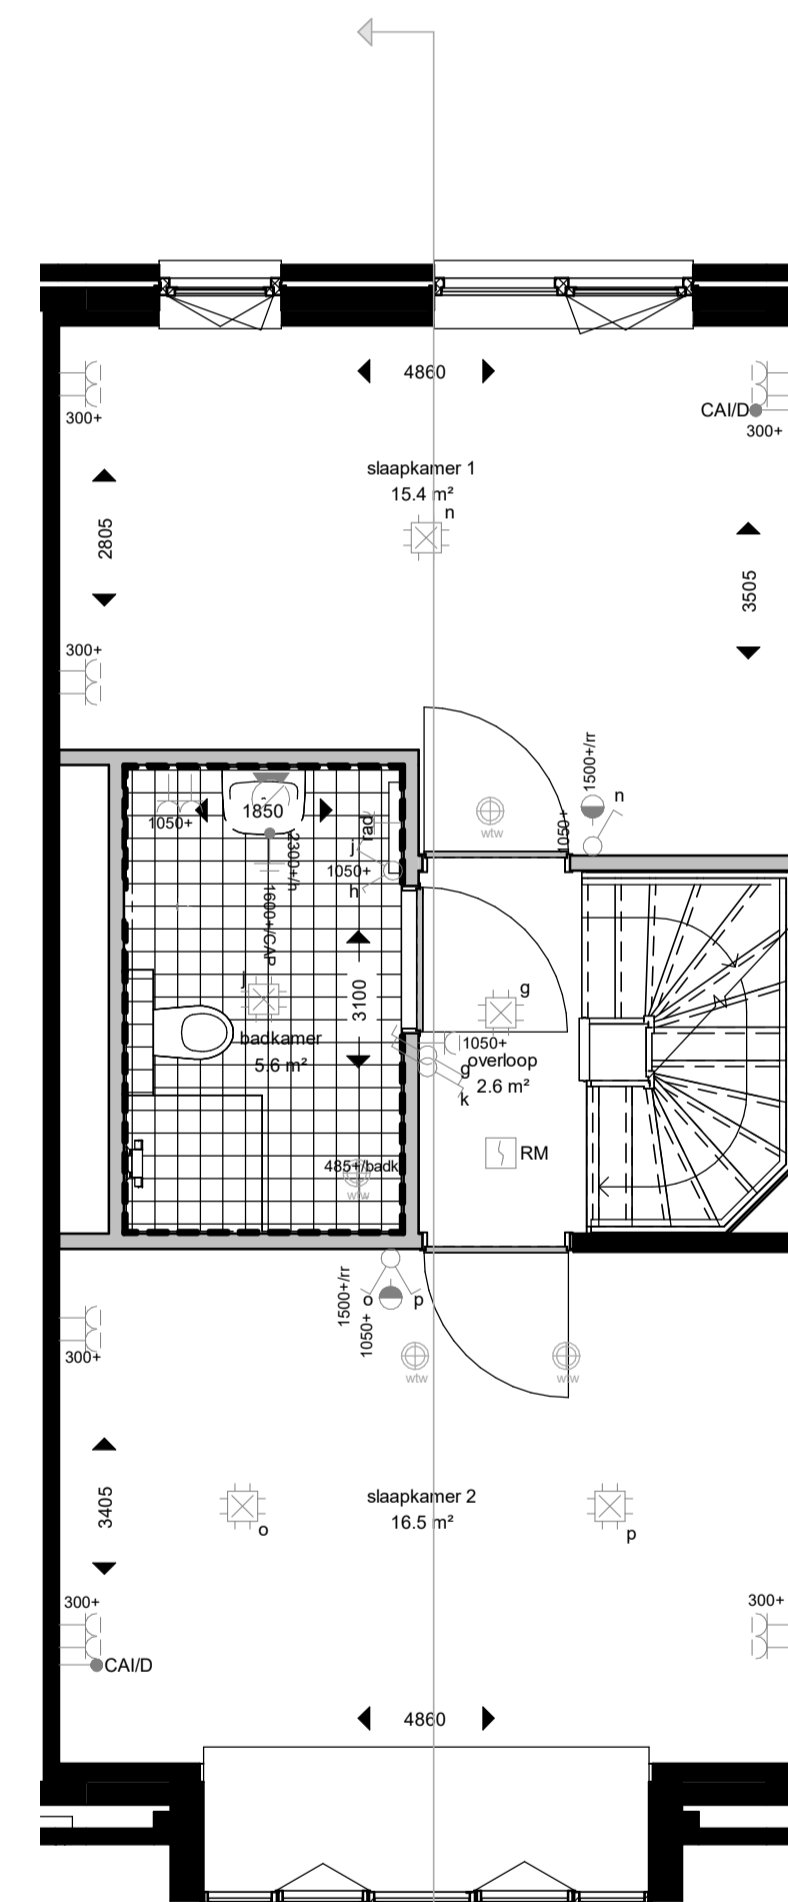 4860
300+
CAI/D
300+
slaapkamer 1
15.4 m²
n
2805
3505
300+
1500+/rr
n
1050+
wtw
1850
1050+
rad
j
1050+
h
2300+/h
1600+/CAP
3100
j
g
badkamer
5.6 m²
1050+
overloop
g
2.6 m²
k
RM
485+/badk
wtw
1500+/rr
o
p
1050+
300+
wtw
wtw
3405
slaapkamer 2
16.5 m²
o
p
300+
300+
CAI/D
4860